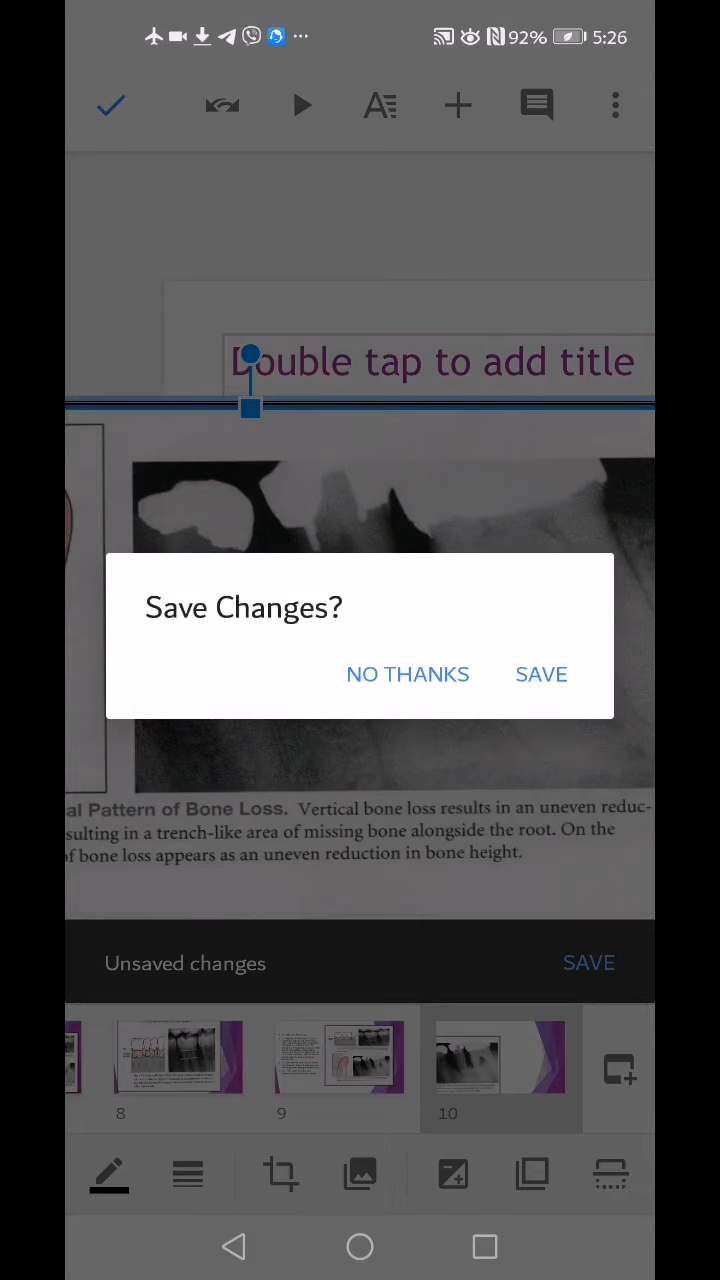 92% 5:26
Double tap to add title
Save Changes?
NO THANKS SAVE
al Pattern of Bone Loss. Vertical bone loss results in an uneven reduc-
sulting in a trench-like area of missing bone alongside the root. On the
of bone loss appears as an uneven reduction in bone height.
Unsaved changes SAVE
8 9 10